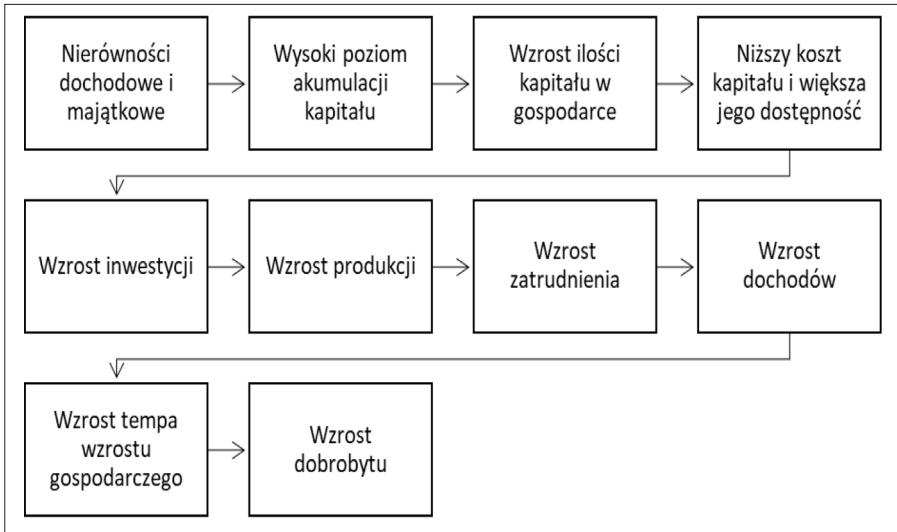 Nierówności
dochodowe i
majątkowe
Wysoki poziom
akumulacji
kapitału
Wzrost ilości
kapitału w
gospodarce
Niższy koszt
kapitału i większa
jego dostępność
Wzrost inwestycji
Wzrost produkcji
Wzrost
zatrudnienia
Wzrost
dochodów
Wzrost tempa
wzrostu
gospodarczego
Wzrost
dobrobytu